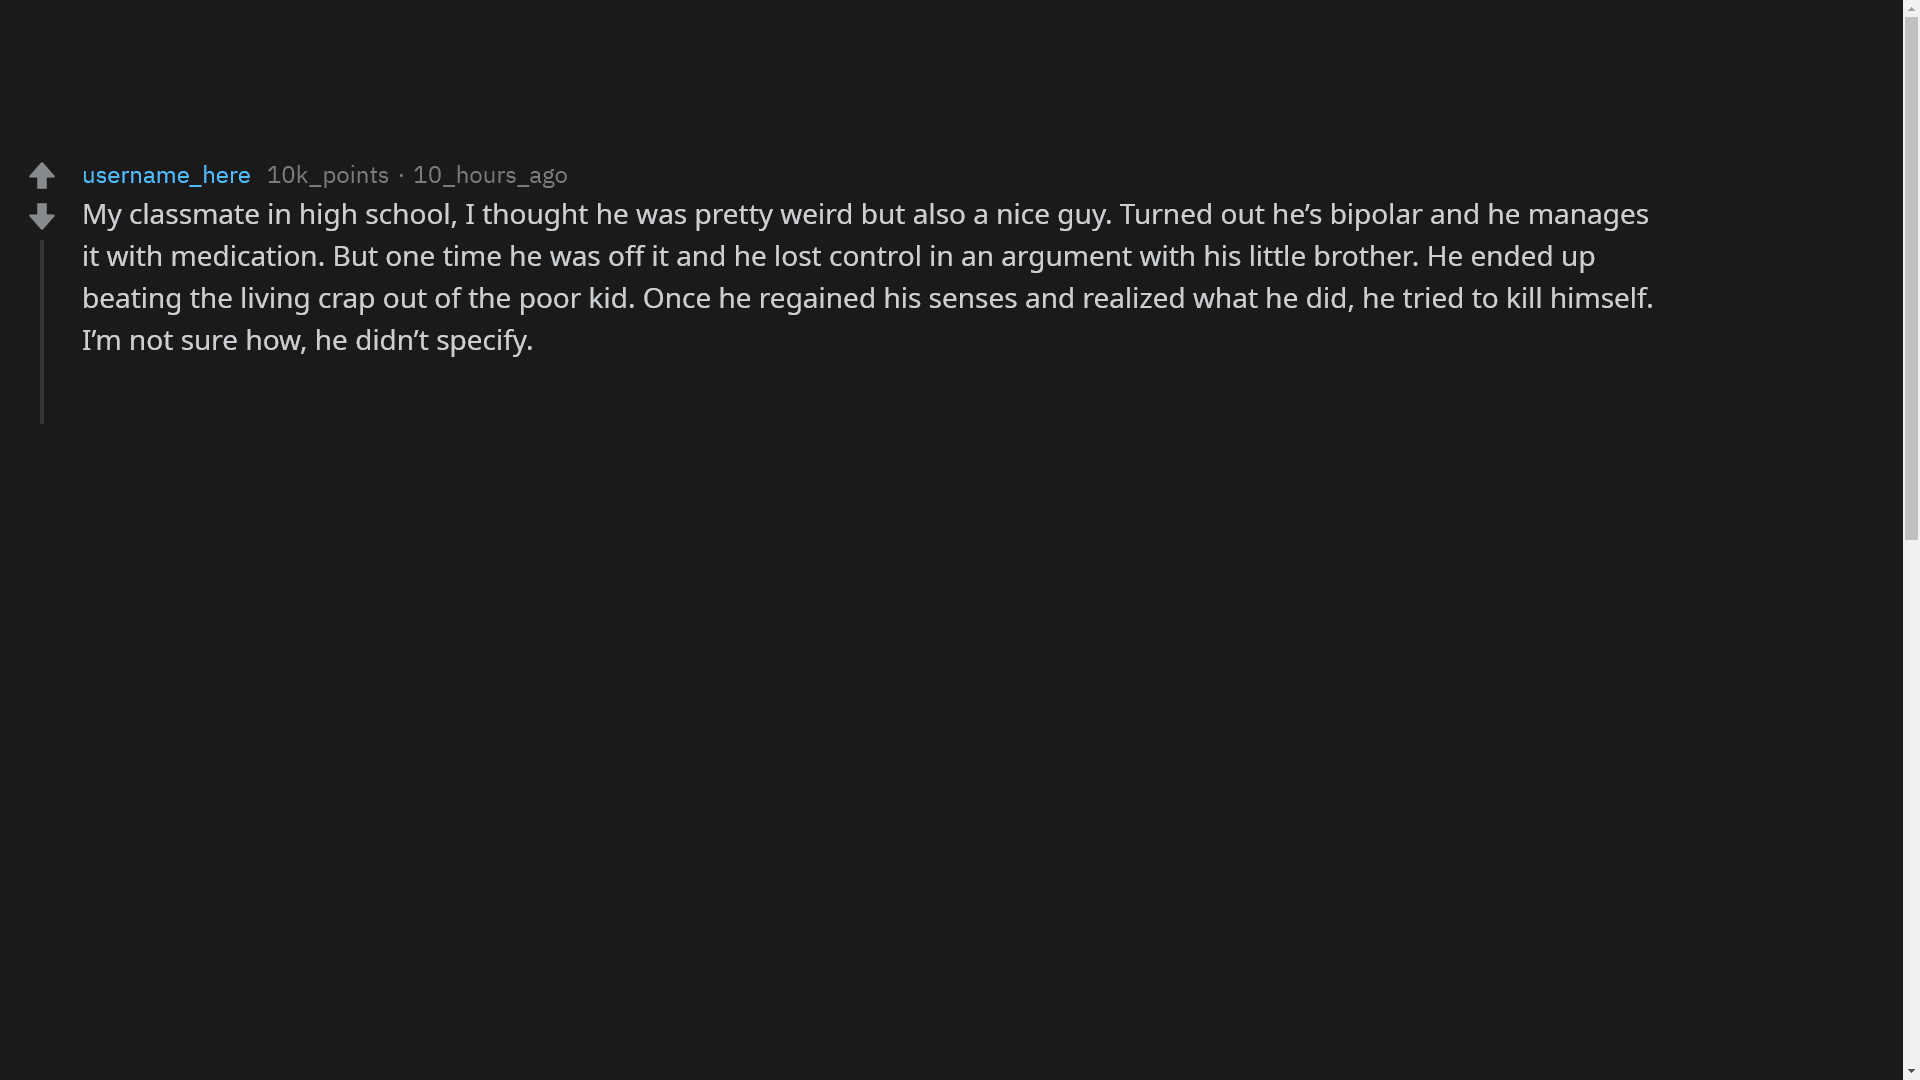 username_here 10k_points · 10_hours_ago
My classmate in high school, I thought he was pretty weird but also a nice guy. Turned out he’s bipolar and he manages
it with medication. But one time he was off it and he lost control in an argument with his little brother. He ended up
beating the living crap out of the poor kid. Once he regained his senses and realized what he did, he tried to kill himself.
I’m not sure how, he didn’t specify.